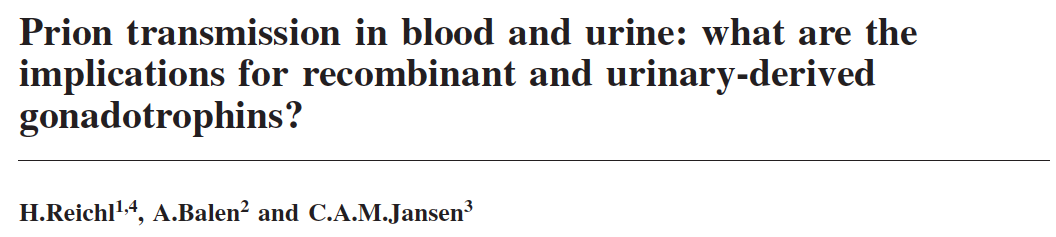 Prion transmission in blood and urine: what are the
implications for recombinant and urinary-derived
gonadotrophins?
H.Reichl1,4, A.Balen2 and C.A.M.Jansen3